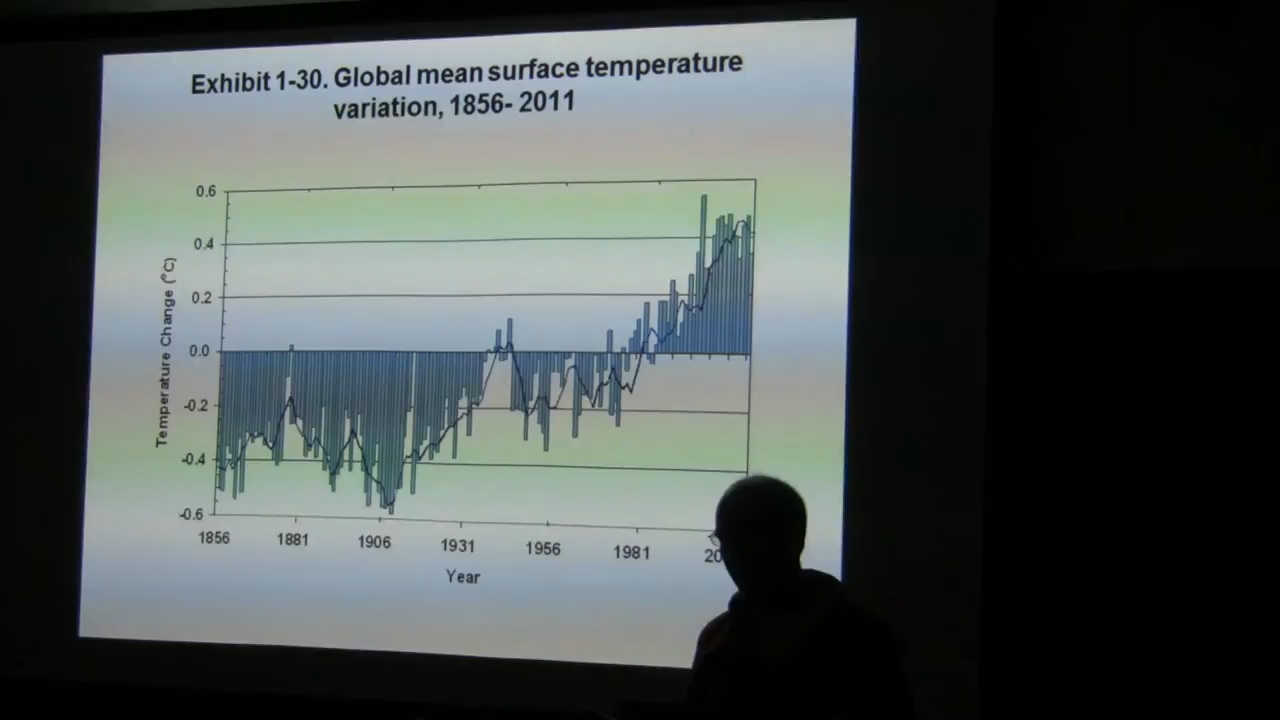 Exhibit 1-30. Global mean surface temperature
variation, 1856- 2011
Temperature Change (°C)
0.6
0.4
0.2
0.0
-0.2
-0.4
-0.6
1856 1881 1906 1931 1956 1981
Year